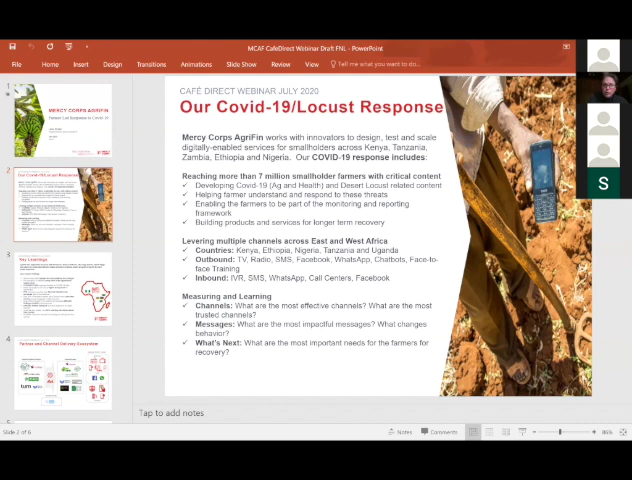 MCAF CafeDirect Webinar Draft FNL - PowerPoint
File Home Insert Design Transitions Animations Slide Show Review View Tell me what you want to do...
1
MERCY CORPS AGRIFIN
2
Our Covid-19/Locust Response
3
Key Learnings
4
Partner and Channel Delivery Ecosystem
CAFÉ DIRECT WEBINAR JULY 2020
Our Covid-19/Locust Response
Mercy Corps AgriFin works with innovators to design, test and scale
digitally-enabled services for smallholders across Kenya, Tanzania,
Zambia, Ethiopia and Nigeria. Our COVID-19 response includes:
Reaching more than 7 million smallholder farmers with critical content
✓ Developing Covid-19 (Ag and Health) and Desert Locust related content
✓ Helping farmer understand and respond to these threats
✓ Enabling the farmers to be part of the monitoring and reporting
framework
✓ Building products and services for longer term recovery
Levering multiple channels across East and West Africa
✓ Countries: Kenya, Ethiopia, Nigeria, Tanzania and Uganda
✓ Outbound: TV, Radio, SMS, Facebook, WhatsApp, Chatbots, Face-to-
face Training
✓ Inbound: IVR, SMS, WhatsApp, Call Centers, Facebook
Measuring and Learning
✓ Channels: What are the most effective channels? What are the most
trusted channels?
✓ Messages: What are the most impactful messages? What changes
behavior?
✓ What's Next: What are the most important needs for the farmers for
recovery?
S
Tap to add notes
Slide 2 of 6
Notes Comments
86%